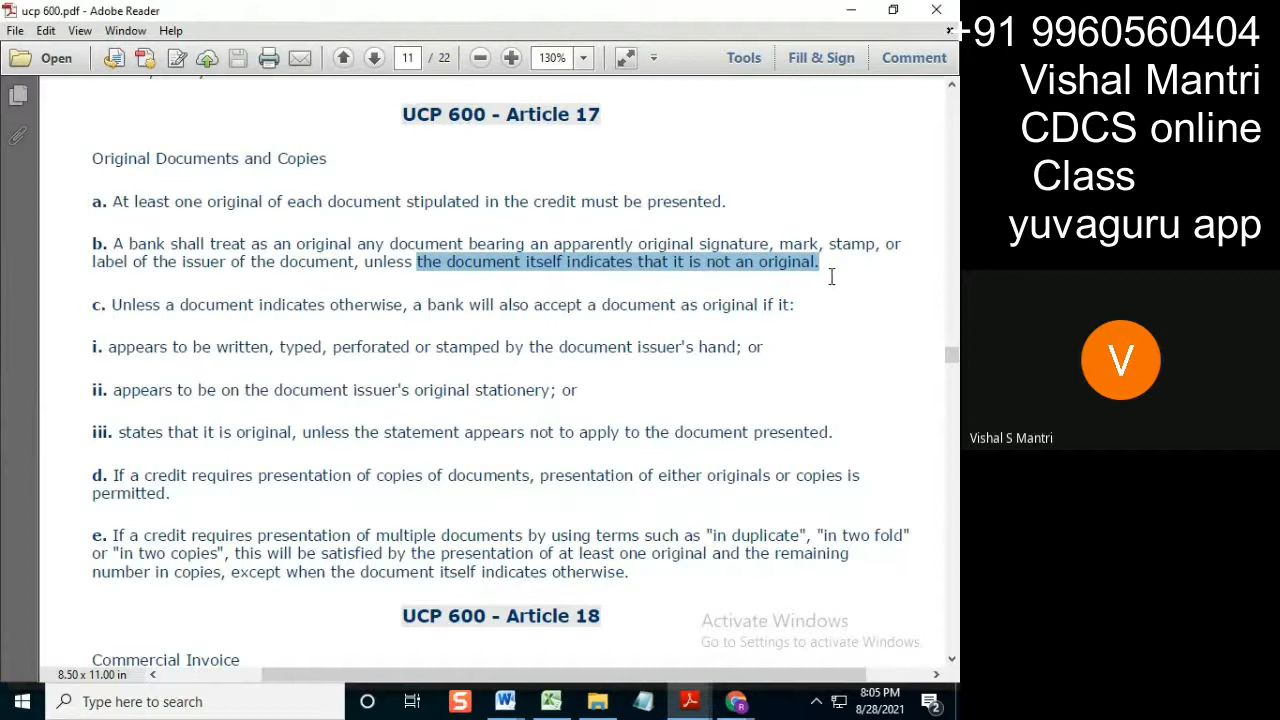 ucp 600.pdf - Adobe Reader
File Edit View Window Help
Open 11 / 22 130% Tools Fill & Sign Comment
UCP 600 - Article 17
Original Documents and Copies
a. At least one original of each document stipulated in the credit must be presented.
b. A bank shall treat as an original any document bearing an apparently original signature, mark, stamp, or
label of the issuer of the document, unless the document itself indicates that it is not an original.
c. Unless a document indicates otherwise, a bank will also accept a document as original if it:
i. appears to be written, typed, perforated or stamped by the document issuer's hand; or
ii. appears to be on the document issuer's original stationery; or
iii. states that it is original, unless the statement appears not to apply to the document presented.
d. If a credit requires presentation of copies of documents, presentation of either originals or copies is
permitted.
e. If a credit requires presentation of multiple documents by using terms such as "in duplicate", "in two fold"
or "in two copies", this will be satisfied by the presentation of at least one original and the remaining
number in copies, except when the document itself indicates otherwise.
UCP 600 - Article 18
Commercial Invoice
Activate Windows
Go to Settings to activate Windows.
8.50 x 11.00 in
Type here to search
8:05 PM
8/28/2021
2
+91 9960560404
Vishal Mantri
CDCS online
Class
yuvaguru app
V
Vishal S Mantri